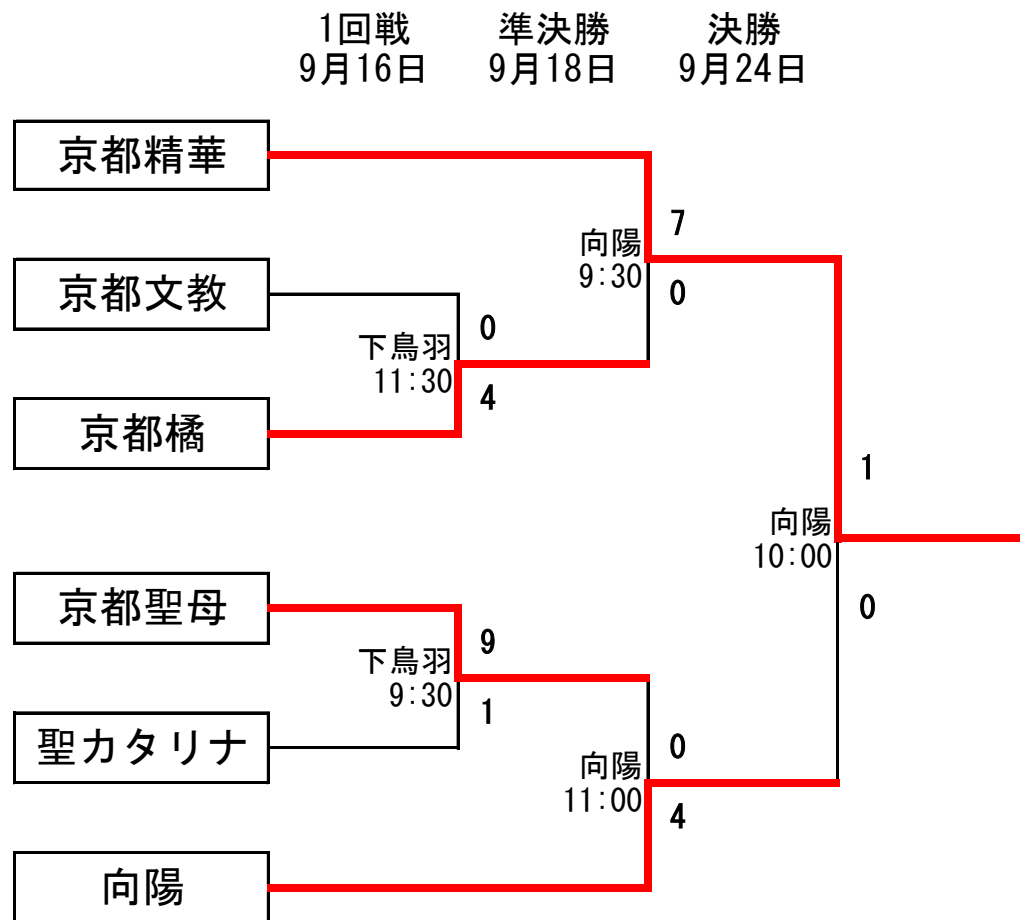 1回戦 準決勝 決勝
9月16日 9月18日 9月24日
京都精華
7
向陽
9:30
0
京都文教
0
下鳥羽
11:30
4
京都橘
1
向陽
10:00
0
京都聖母
9
下鳥羽
9:30
1
聖カタリナ
0
向陽
11:00
4
向陽